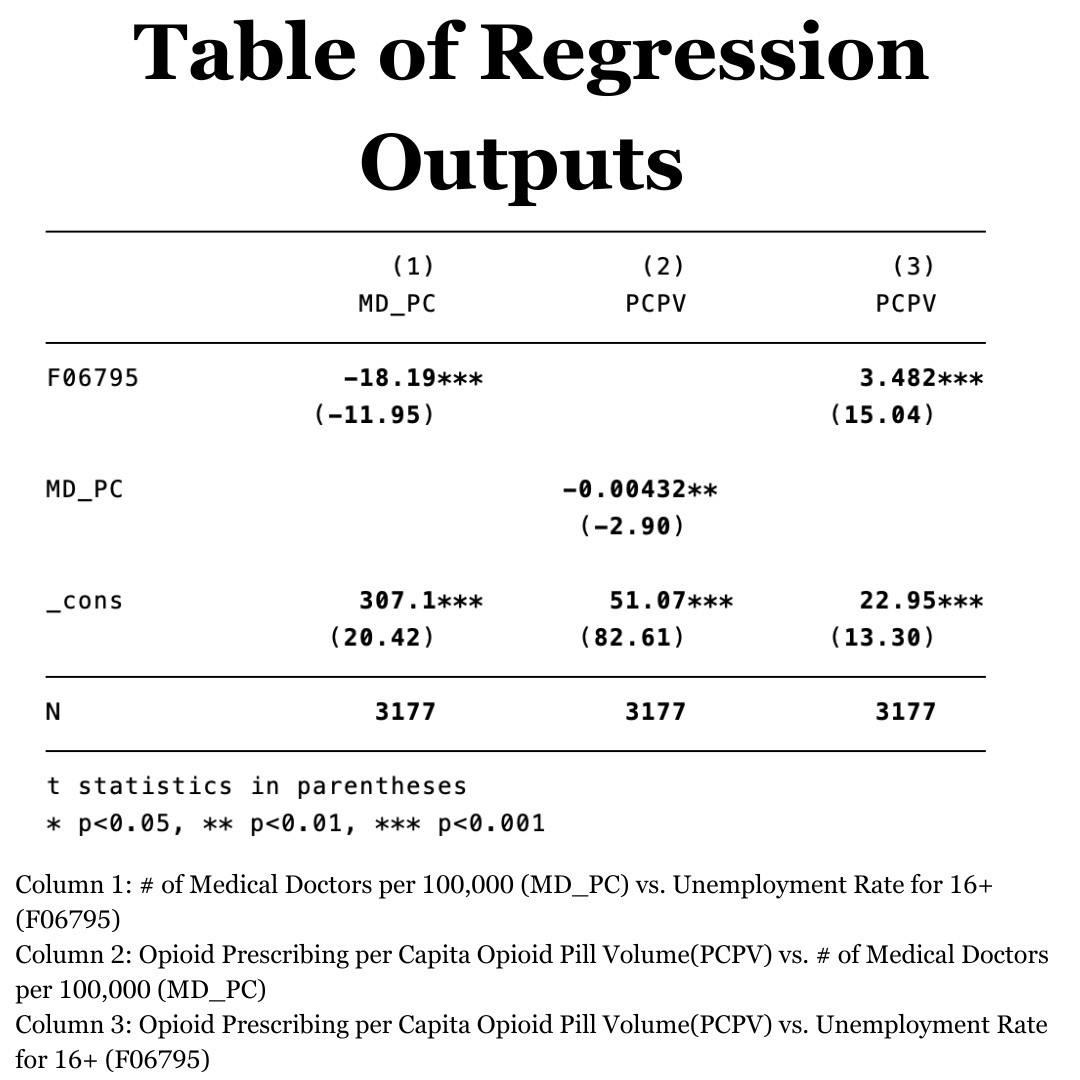 Table of Regression
Outputs
(1) (2) (3)
MD_PC PCPV PCPV
F06795 -18.19*** 3.482***
(-11.95) (15.04)
MD_PC -0.00432**
(-2.90)
_cons 307.1*** 51.07*** 22.95***
(20.42) (82.61) (13.30)
N 3177 3177 3177
t statistics in parentheses
* p<0.05, ** p<0.01, *** p<0.001
Column 1: # of Medical Doctors per 100,000 (MD_PC) vs. Unemployment Rate for 16+
(F06795)
Column 2: Opioid Prescribing per Capita Opioid Pill Volume(PCPV) vs. # of Medical Doctors
per 100,000 (MD_PC)
Column 3: Opioid Prescribing per Capita Opioid Pill Volume(PCPV) vs. Unemployment Rate
for 16+ (F06795)